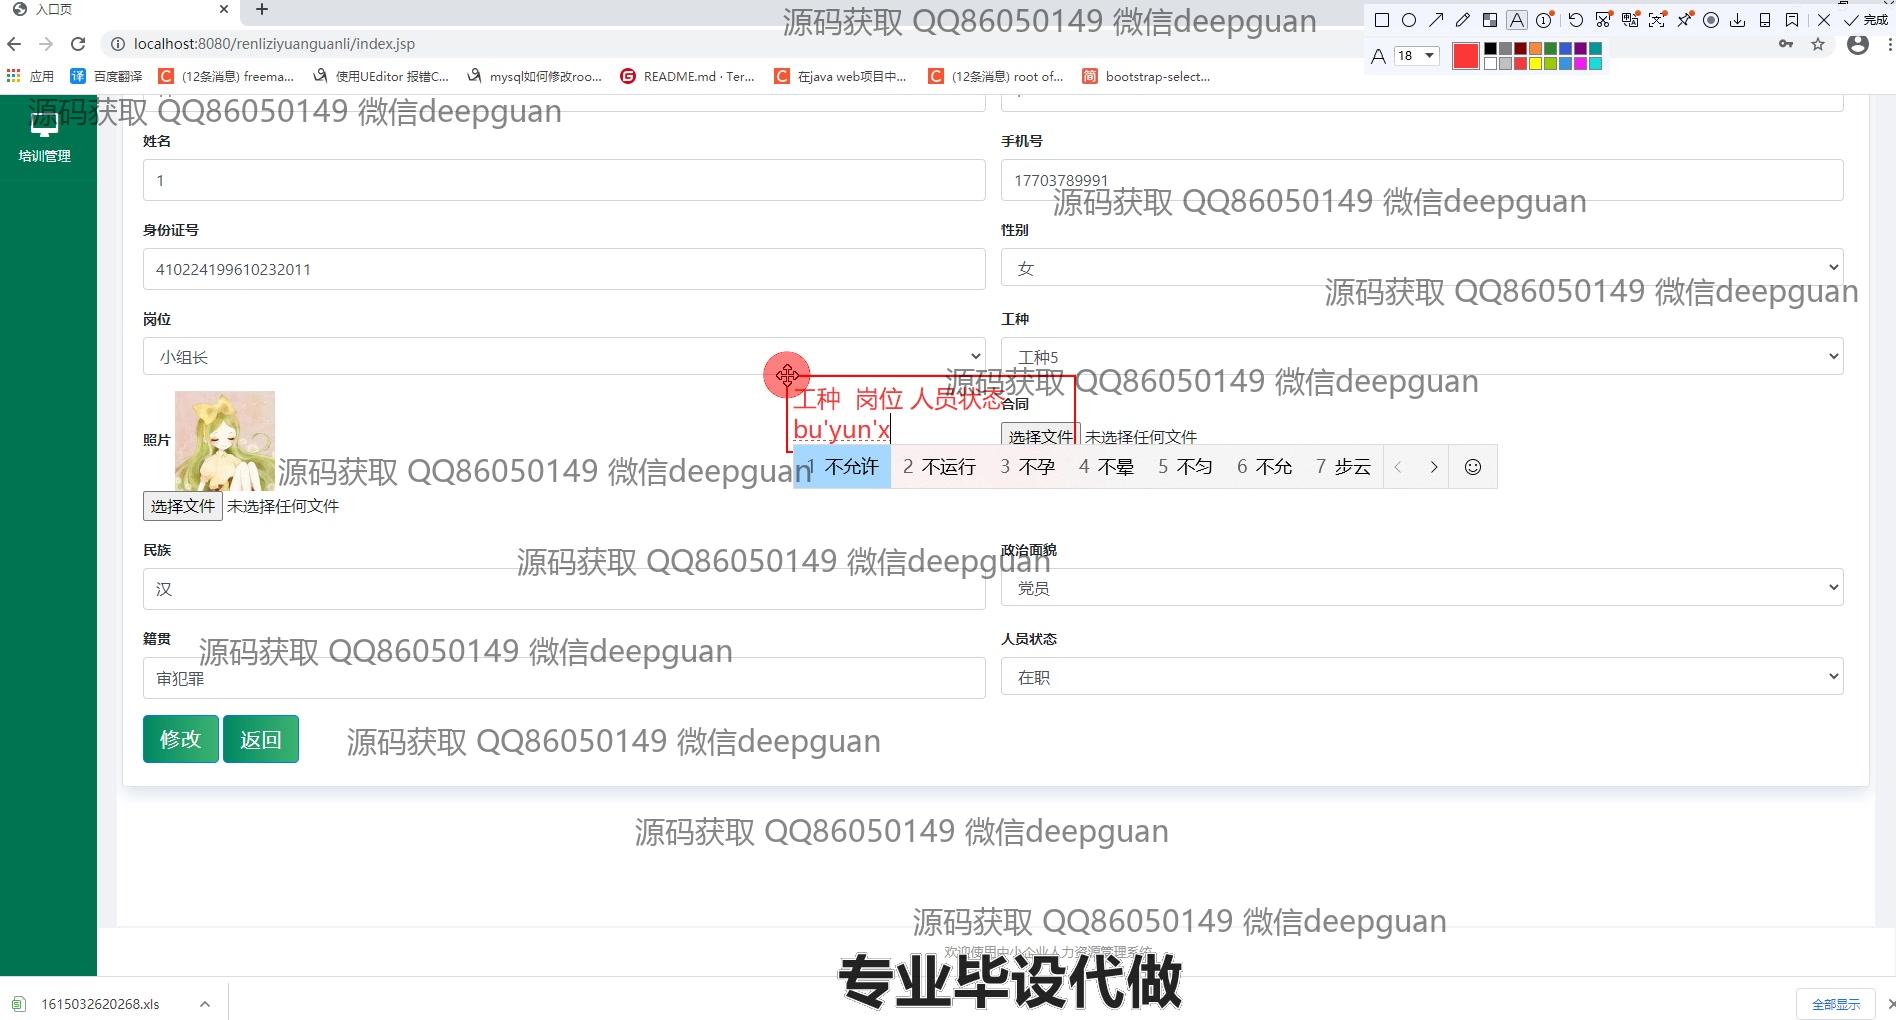 入口页
源码获取 QQ86050149 微信deepguan
完成
localhost:8080/renliziyuanguanli/index.jsp
A 18
应用
译 百度翻译
C (12条消息) freema...
使用UEditor 报错C...
mysql如何修改roo...
G README.md · Ter...
C 在java web项目中...
C (12条消息) root of...
简 bootstrap-select...
源码获取 QQ86050149 微信deepguan
培训管理
姓名
手机号
1
17703789991
源码获取 QQ86050149 微信deepguan
身份证号
性别
410224199610232011
女
源码获取 QQ86050149 微信deepguan
岗位
工种
小组长
工种5
源码获取 QQ86050149 微信deepguan
工种 岗位 人员状态
合同
bu'yun'x
选择文件 未选择任何文件
照片
1 不允许 2 不运行 3 不孕 4 不晕 5 不匀 6 不允 7 步云
源码获取 QQ86050149 微信deepguan
选择文件 未选择任何文件
民族
政治面貌
源码获取 QQ86050149 微信deepguan
汉
党员
籍贯
人员状态
源码获取 QQ86050149 微信deepguan
审犯罪
在职
修改 返回
源码获取 QQ86050149 微信deepguan
源码获取 QQ86050149 微信deepguan
源码获取 QQ86050149 微信deepguan
欢迎使用中小企业人力资源管理系统
专业毕设代做
1615032620268.xls
全部显示